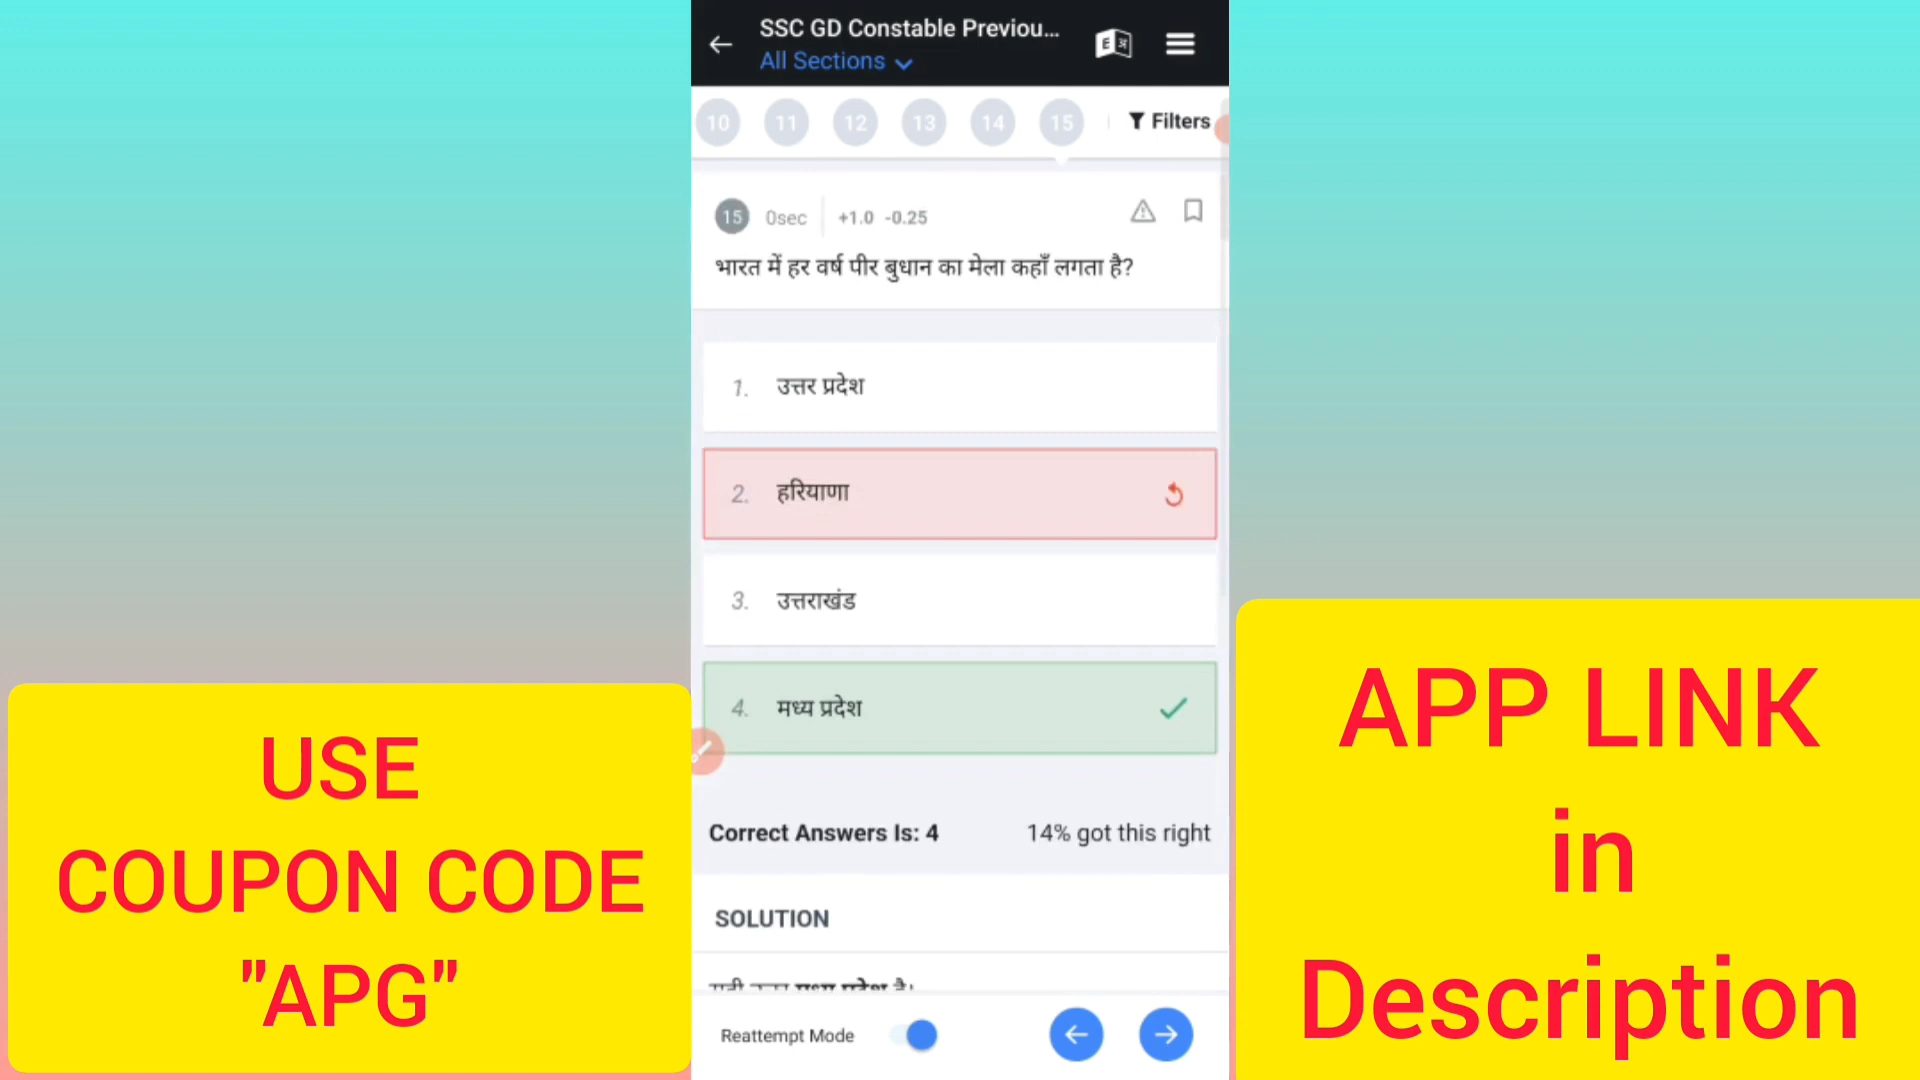 SSC GD Constable Previou...
All Sections
10 11 12 13 14 15 Filters
15 0sec +1.0 -0.25
भारत में हर वर्ष पीर बुधान का मेला कहाँ लगता है?
1. उत्तर प्रदेश
2. हरियाणा
3. उत्तराखंड
4. मध्य प्रदेश
Correct Answers Is: 4 14% got this right
SOLUTION
Reattempt Mode
USE
COUPON CODE
"APG"
APP LINK
in
Description